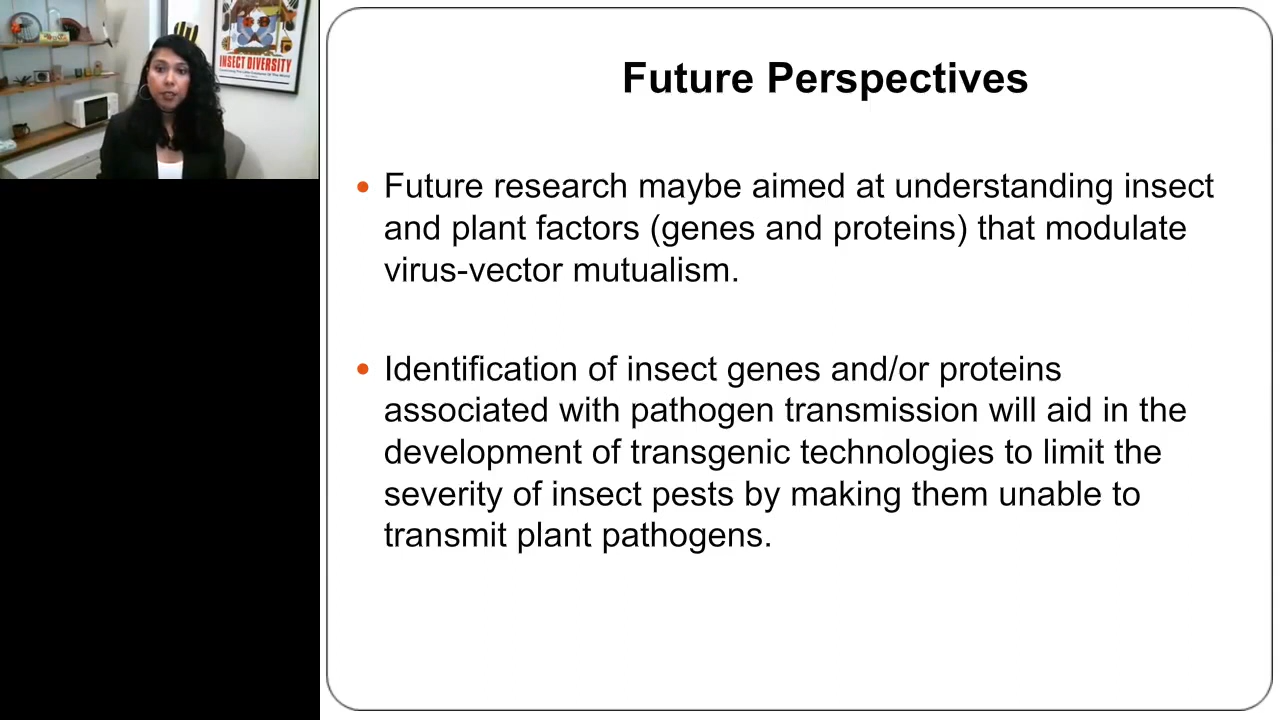 INSECT DIVERSITY
Future Perspectives
• Future research maybe aimed at understanding insect
and plant factors (genes and proteins) that modulate
virus-vector mutualism.
• Identification of insect genes and/or proteins
associated with pathogen transmission will aid in the
development of transgenic technologies to limit the
severity of insect pests by making them unable to
transmit plant pathogens.